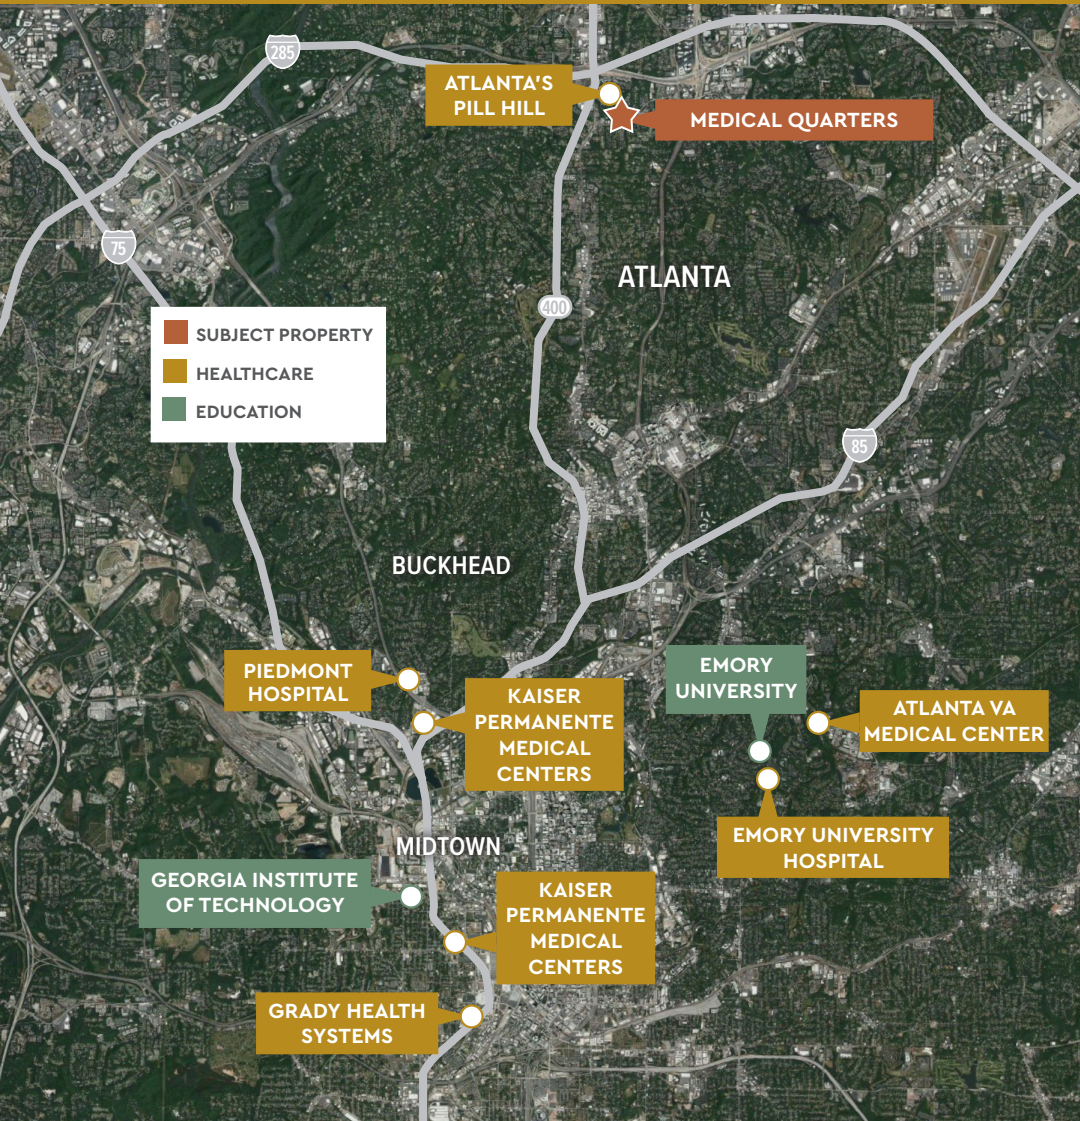 285
ATLANTA'S
PILL HILL
MEDICAL QUARTERS
75
ATLANTA
400
SUBJECT PROPERTY
HEALTHCARE
EDUCATION
85
BUCKHEAD
PIEDMONT
HOSPITAL
KAISER
PERMANENTE
MEDICAL
CENTERS
EMORY
UNIVERSITY
ATLANTA VA
MEDICAL CENTER
EMORY UNIVERSITY
HOSPITAL
MIDTOWN
GEORGIA INSTITUTE
OF TECHNOLOGY
KAISER
PERMANENTE
MEDICAL
CENTERS
GRADY HEALTH
SYSTEMS